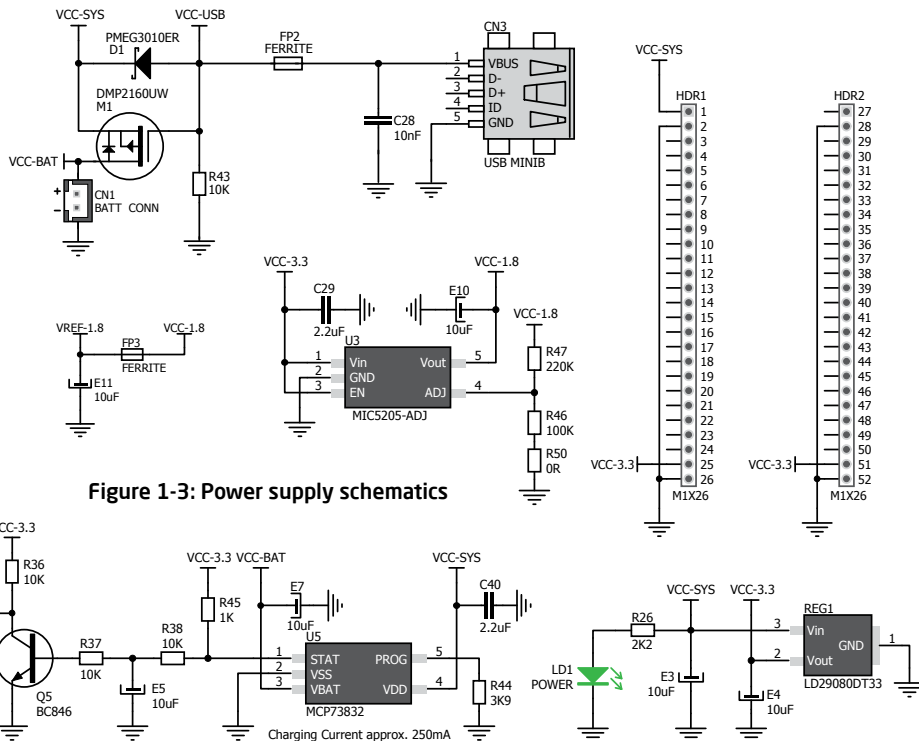 VCC-SYS VCC-USB
PMEG3010ER
D1
DMP2160UW
M1
VCC-BAT
+
-
CN1
BATT CONN
R43
10K
FP2
FERRITE
C28
10nF
CN3
1 VBUS
2 D-
3 D+
4 ID
5 GND
USB MINIB
VCC-SYS
HDR1
1
2
3
4
5
6
7
8
9
10
11
12
13
14
15
16
17
18
19
20
21
22
23
24
VCC-3.3 25
26
M1X26
HDR2
27
28
29
30
31
32
33
34
35
36
37
38
39
40
41
42
43
44
45
46
47
48
49
50
VCC-3.3 51
52
M1X26
VREF-1.8 VCC-1.8
FP3
FERRITE
E11
10uF
VCC-3.3 VCC-1.8
C29
2.2uF
E10
10uF
U3
1 Vin Vout 5
2 GND
3 EN ADJ 4
MIC5205-ADJ
VCC-1.8
R47
220K
R46
100K
R50
0R
Figure 1-3: Power supply schematics
CC-3.3
R36
10K
Q5
BC846
R37
10K
E5
10uF
R38
10K
VCC-3.3 VCC-BAT
R45
1K
E7
10uF
U5
1 STAT PROG 5
2 VSS
3 VBAT VDD 4
MCP73832
Charging Current approx. 250mA
VCC-SYS
C40
2.2uF
R44
3K9
LD1
POWER
R26
2K2
VCC-SYS VCC-3.3
E3
10uF
E4
10uF
REG1
3 Vin
GND 1
2 Vout
LD29080DT33